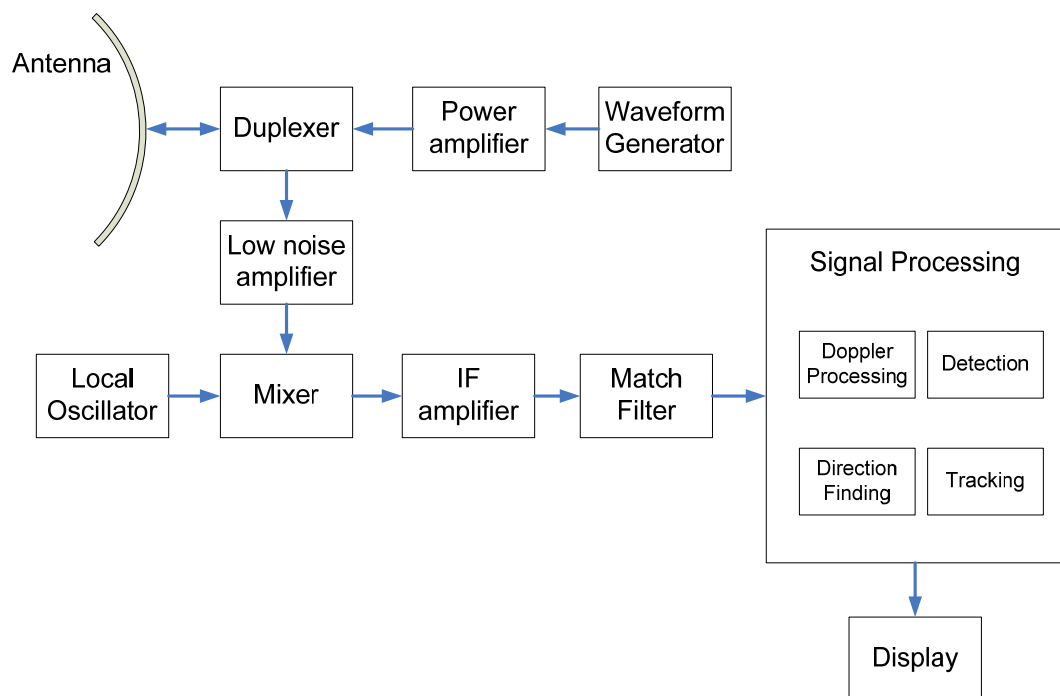 Antenna
Duplexer
Power
amplifier
Waveform
Generator
Low noise
amplifier
Signal Processing
Doppler
Processing
Detection
Local
Oscillator
Mixer
IF
amplifier
Match
Filter
Direction
Finding
Tracking
Display